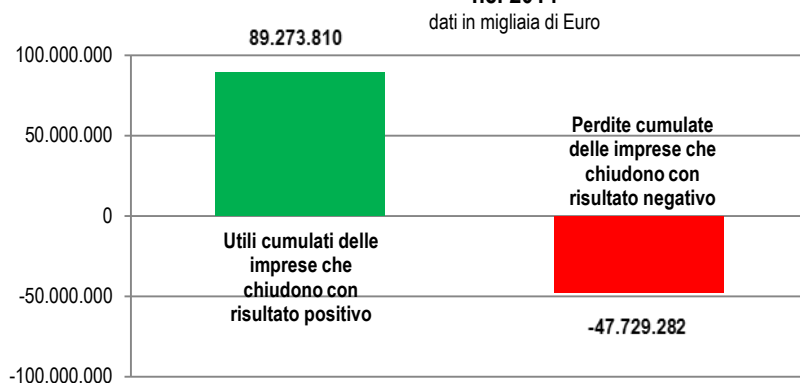 dati in migliaia di Euro
89.273.810
100.000.000
50.000.000
0
-50.000.000
-100.000.000
Utili cumulati delle
imprese che
chiudono con
risultato positivo
Perdite cumulate
delle imprese che
chiudono con
risultato negativo
-47.729.282